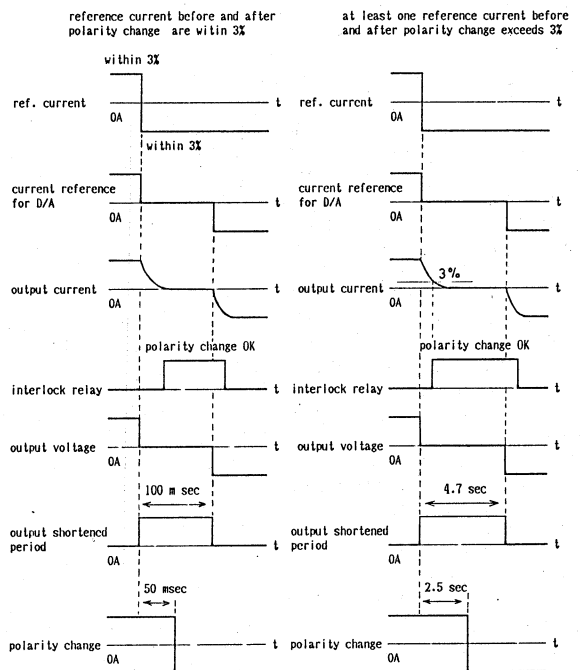 reference current before and after
polarity change are witin 3%
at least one reference current before
and after polarity change exceeds 3%
within 3%
ref. current
0A
t
within 3%
current reference
for D/A
0A
t
output current
0A
t
polarity change OK
interlock relay
t
output voltage
0A
t
100 m sec
output shortened
period
0A
t
50 msec
polarity change
0A
t
ref. current
0A
t
current reference
for D/A
0A
t
3%
output current
0A
t
polarity change OK
interlock relay
t
output voltage
0A
t
4.7 sec
output shortened
period
0A
t
2.5 sec
polarity change
0A
t